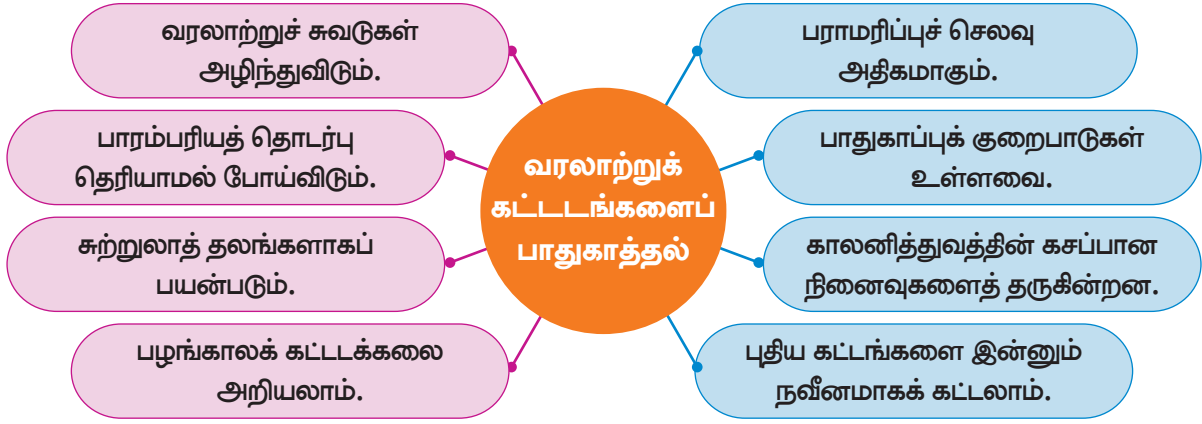 வரலாற்றுச் சுவடுகள்
அழிந்துவிடும்.
பாரம்பரியத் தொடர்பு
தெரியாமல் போய்விடும்.
சுற்றுலாத் தலங்களாகப்
பயன்படும்.
பழங்காலக் கட்டடக்கலை
அறியலாம்.
வரலாற்றுக்
கட்டடங்களைப்
பாதுகாத்தல்
பராமரிப்புச் செலவு
அதிகமாகும்.
பாதுகாப்புக் குறைபாடுகள்
உள்ளவை.
காலனித்துவத்தின் கசப்பான
நினைவுகளைத் தருகின்றன.
புதிய கட்டங்களை இன்னும்
நவீனமாகக் கட்டலாம்.